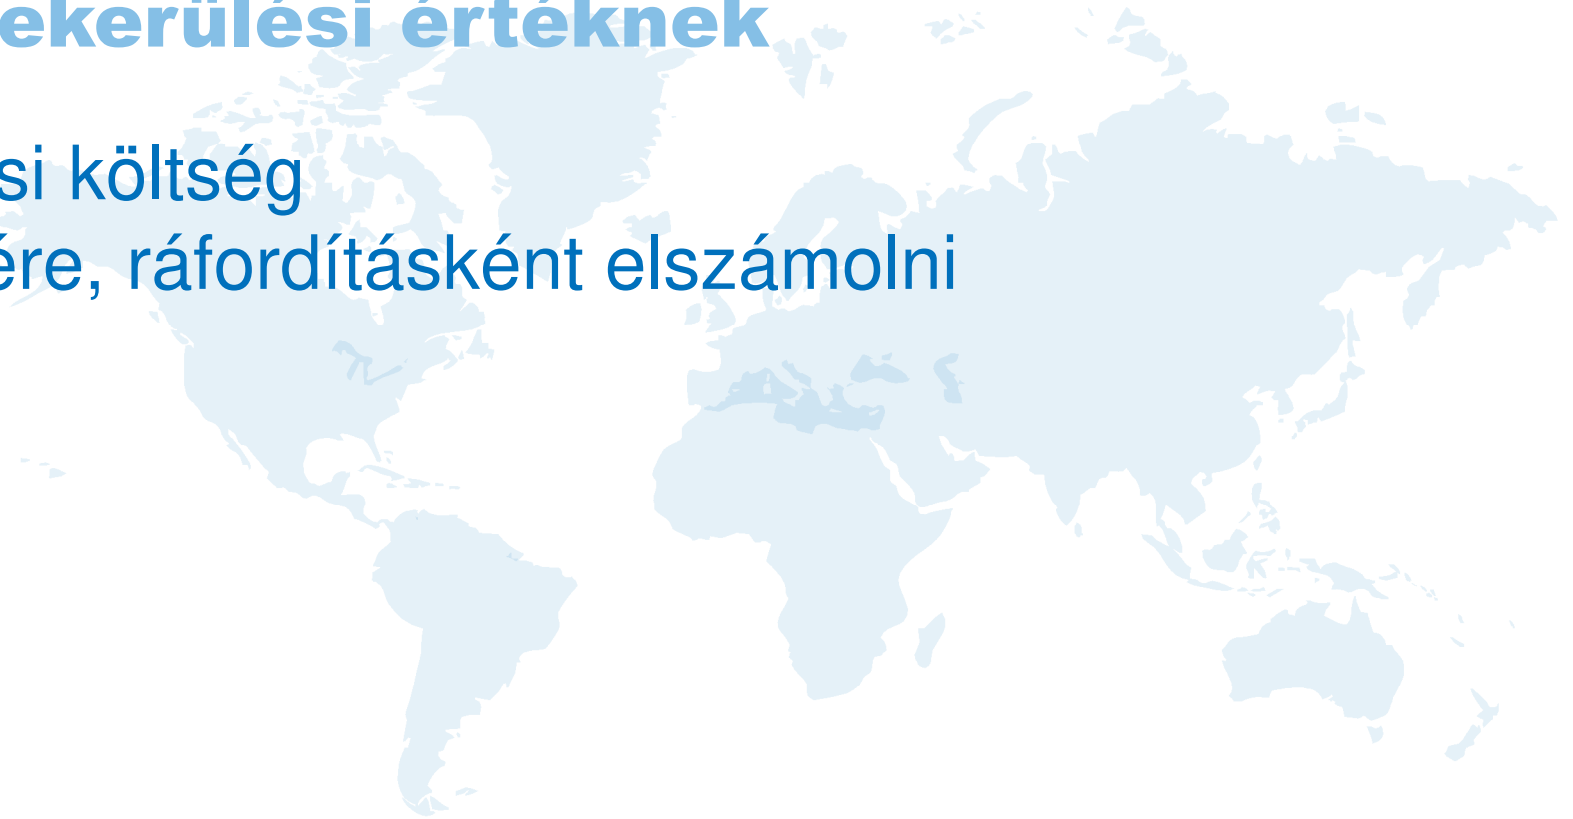 ekerülési értéknek
si költség
ére, ráfordításként elszámolni